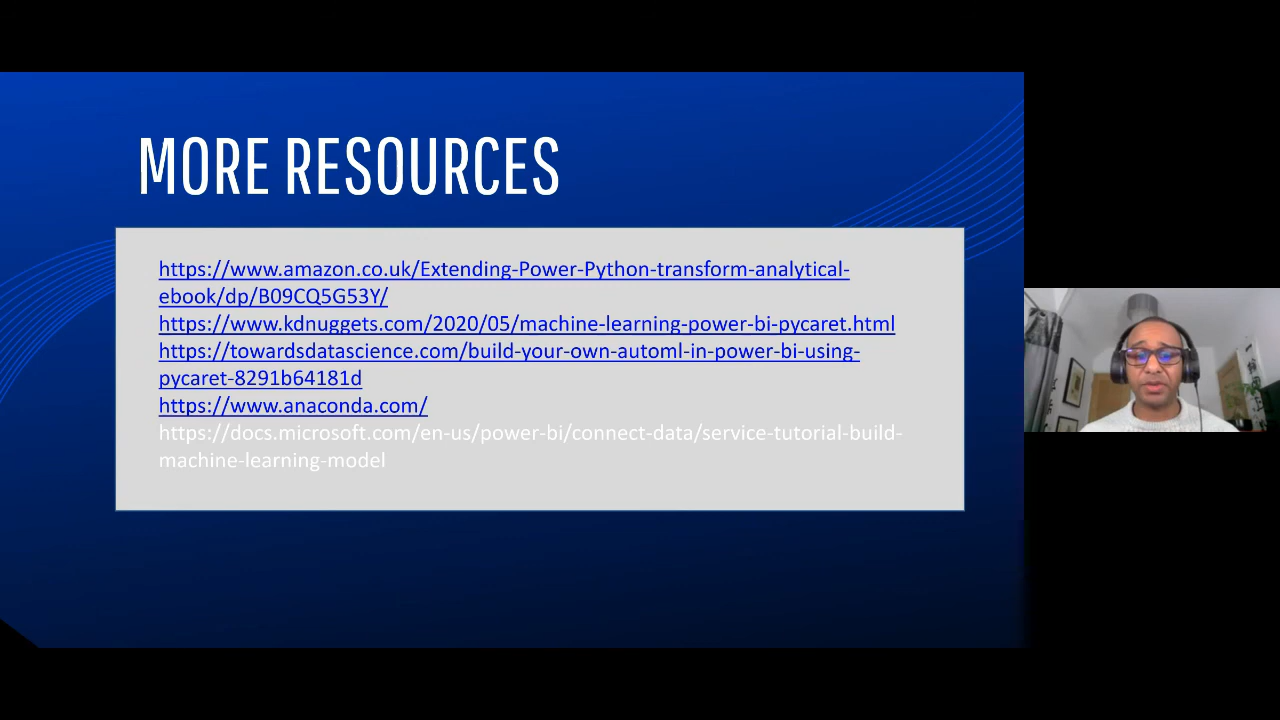 MORE RESOURCES
https://www.amazon.co.uk/Extending-Power-Python-transform-analytical-
ebook/dp/B09CQ5G53Y/
https://www.kdnuggets.com/2020/05/machine-learning-power-bi-pycaret.html
https://towardsdatascience.com/build-your-own-automl-in-power-bi-using-
pycaret-8291b64181d
https://www.anaconda.com/
https://docs.microsoft.com/en-us/power-bi/connect-data/service-tutorial-build-
machine-learning-model